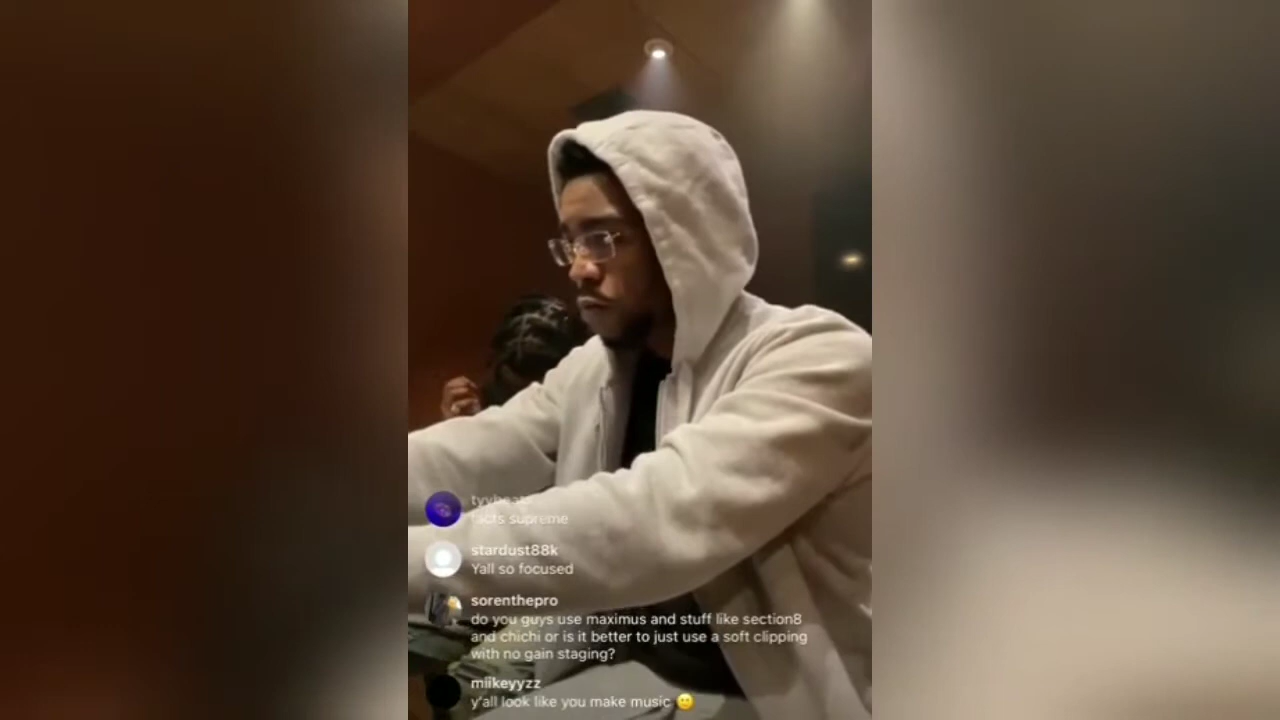 facts supreme
stardust88k
Yall so focused
sorenthepro
do you guys use maximus and stuff like section8
and chichi or is it better to just use a soft clipping
with no gain staging?
miikeyyzz
y'all look like you make music 🙂